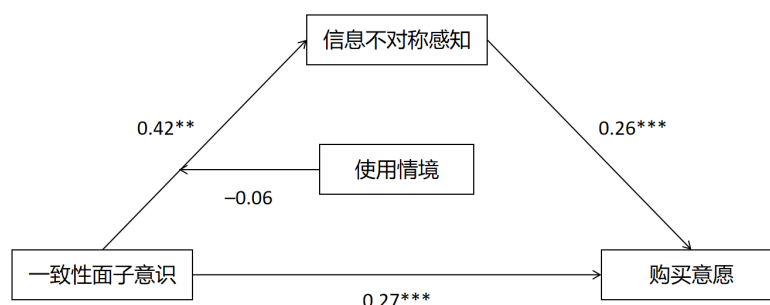 信息不对称感知
0.42**
0.26***
使用情境
–0.06
一致性面子意识
购买意愿
0.27***